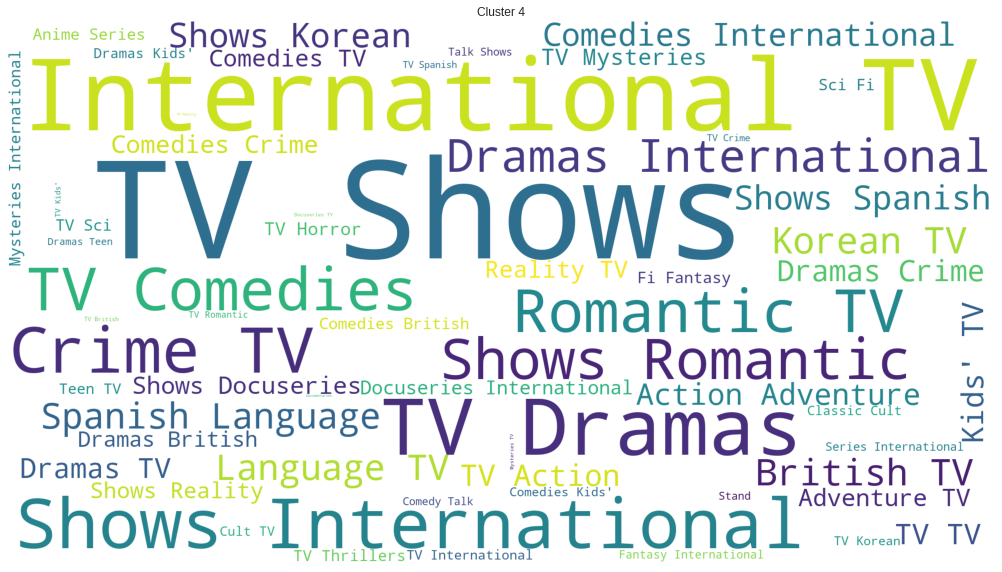 Cluster 4
Anime Series
Shows Korean
Comedies International
Dramas Kids'
Comedies TV
TV Spanish
Talk Shows
TV Mysteries
International TV
Sci Fi
Mysteries International
TV Reality
Comedies Crime
TV Crime
Dramas International
TV Shows
Shows Spanish
TV Kids'
TV Sci
Docuseries TV
TV Horror
Dramas Teen
Korean TV
Reality TV
Fi Fantasy
Dramas Crime
TV Comedies
Romantic TV
TV British
TV Romantic
Comedies British
Crime TV
Shows Romantic
Kids' TV
Teen TV
Shows Docuseries
Docuseries International
Action Adventure
Spanish Language
TV Dramas
Classic Cult
Dramas British
Mysteries TV
Series International
Dramas TV
Language TV
TV Action
British TV
Shows Reality
Comedies Kids'
Stand
Adventure TV
Shows International
Comedy Talk
Cult TV
TV TV
TV Korean
TV Thrillers
TV International
Fantasy International